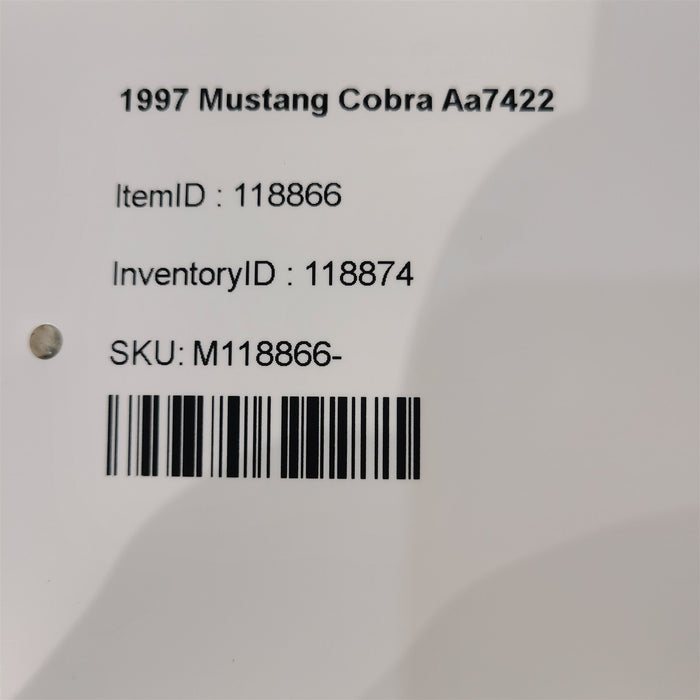 1997 Mustang Cobra Aa7422
ItemID : 118866
InventoryID : 118874
SKU: M118866-